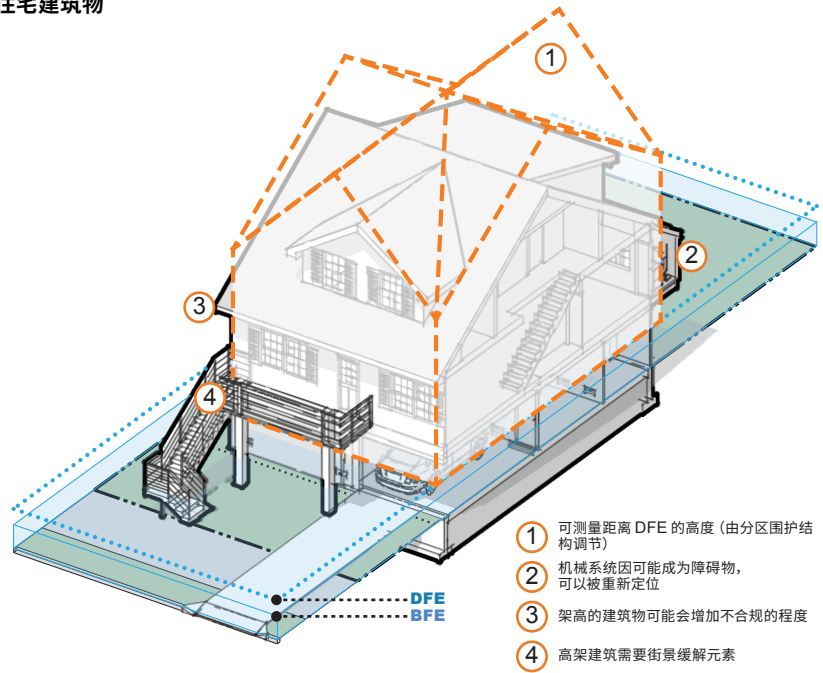 住宅建筑物
1
2
3
4
DFE
BFE
1 可测量距离 DFE 的高度 (由分区围护结
构调节)
2 机械系统因可能成为障碍物，
可以被重新定位
3 架高的建筑物可能会增加不合规的程度
4 高架建筑需要街景缓解元素